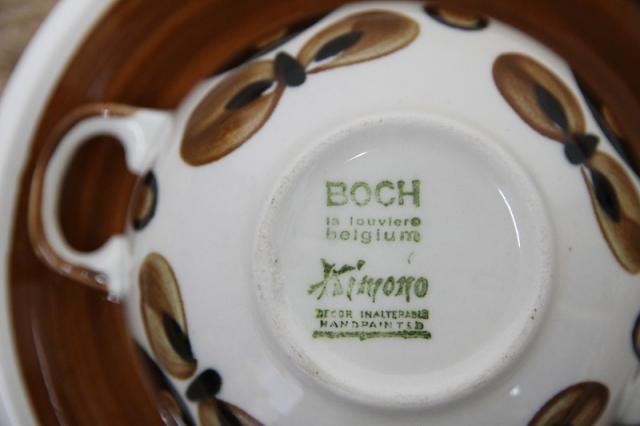 BOCH
la louviere
belgium
Kimono
DECOR INALTERABLE
HANDPAINTED